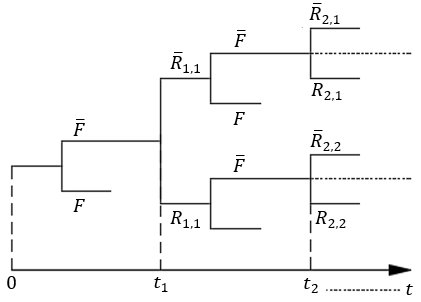 R̄₂,₁
F̄
R̄₁,₁
R₂,₁
F
F̄
R̄₂,₂
F̄
F
R₁,₁
R₂,₂
0 t₁ t₂ t